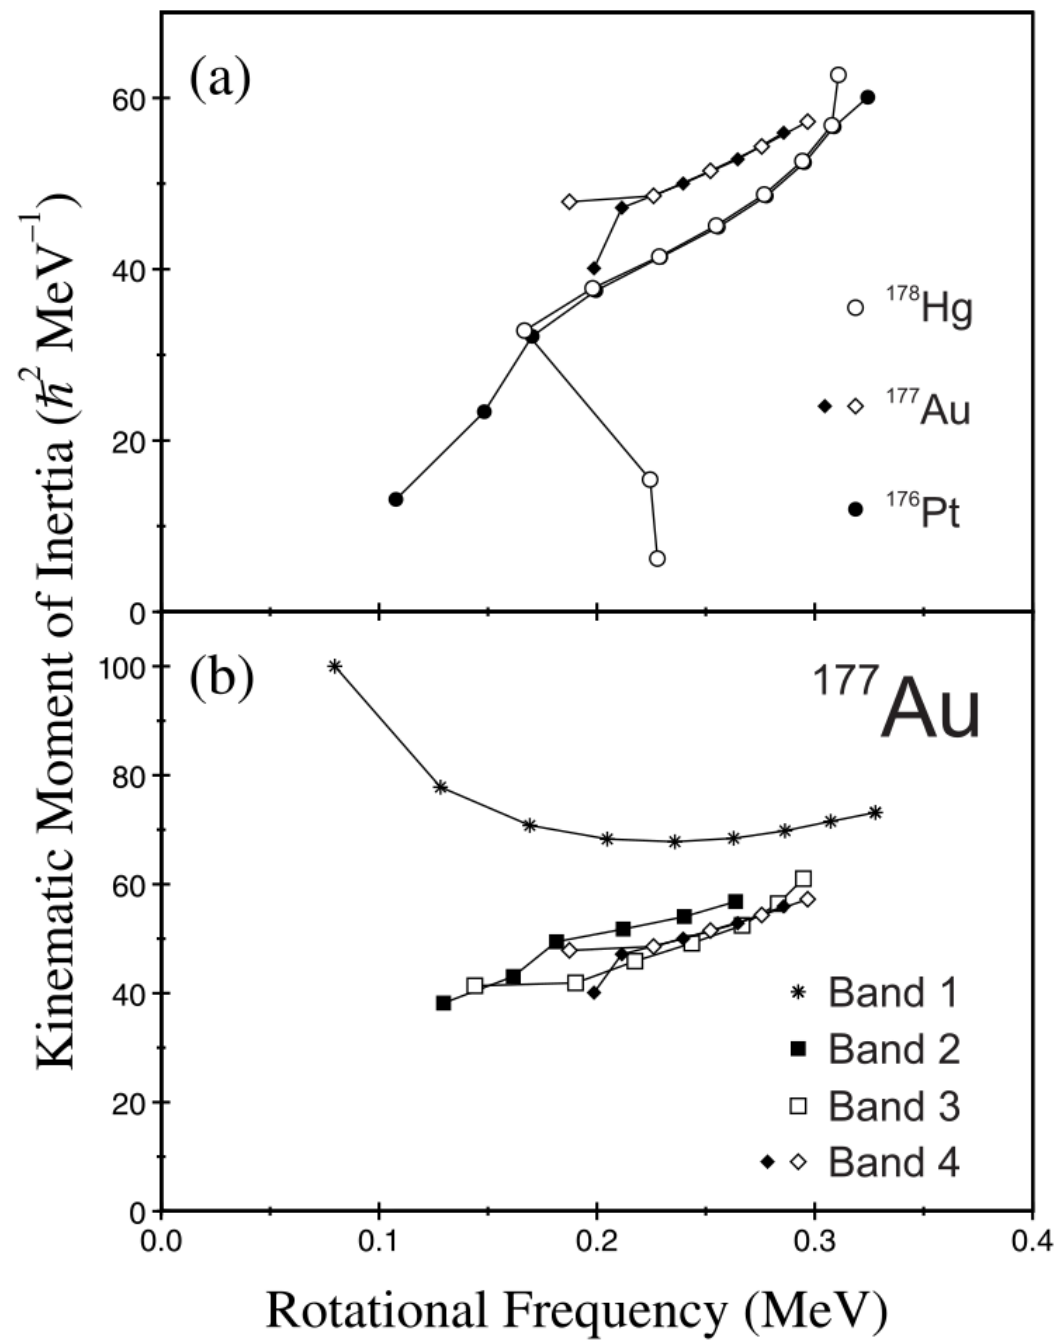 Kinematic Moment of Inertia (ℏ² MeV⁻¹)
(a)
60
40
20
0
¹⁷⁸Hg
¹⁷⁷Au
¹⁷⁶Pt
(b)
¹⁷⁷Au
100
80
60
40
20
0
Band 1
Band 2
Band 3
Band 4
0.0 0.1 0.2 0.3 0.4
Rotational Frequency (MeV)